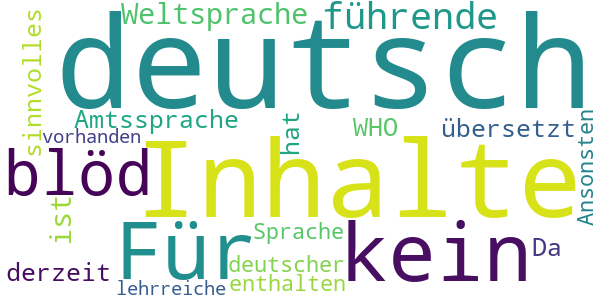 Weltsprache
führende
deutsch
sinnvolles
Amtssprache
vorhanden
hat
WHO
übersetzt
Ansonsten
blöd
Inhalte
ist
Für
Sprache
kein
Da
deutscher
derzeit
enthalten
lehrreiche